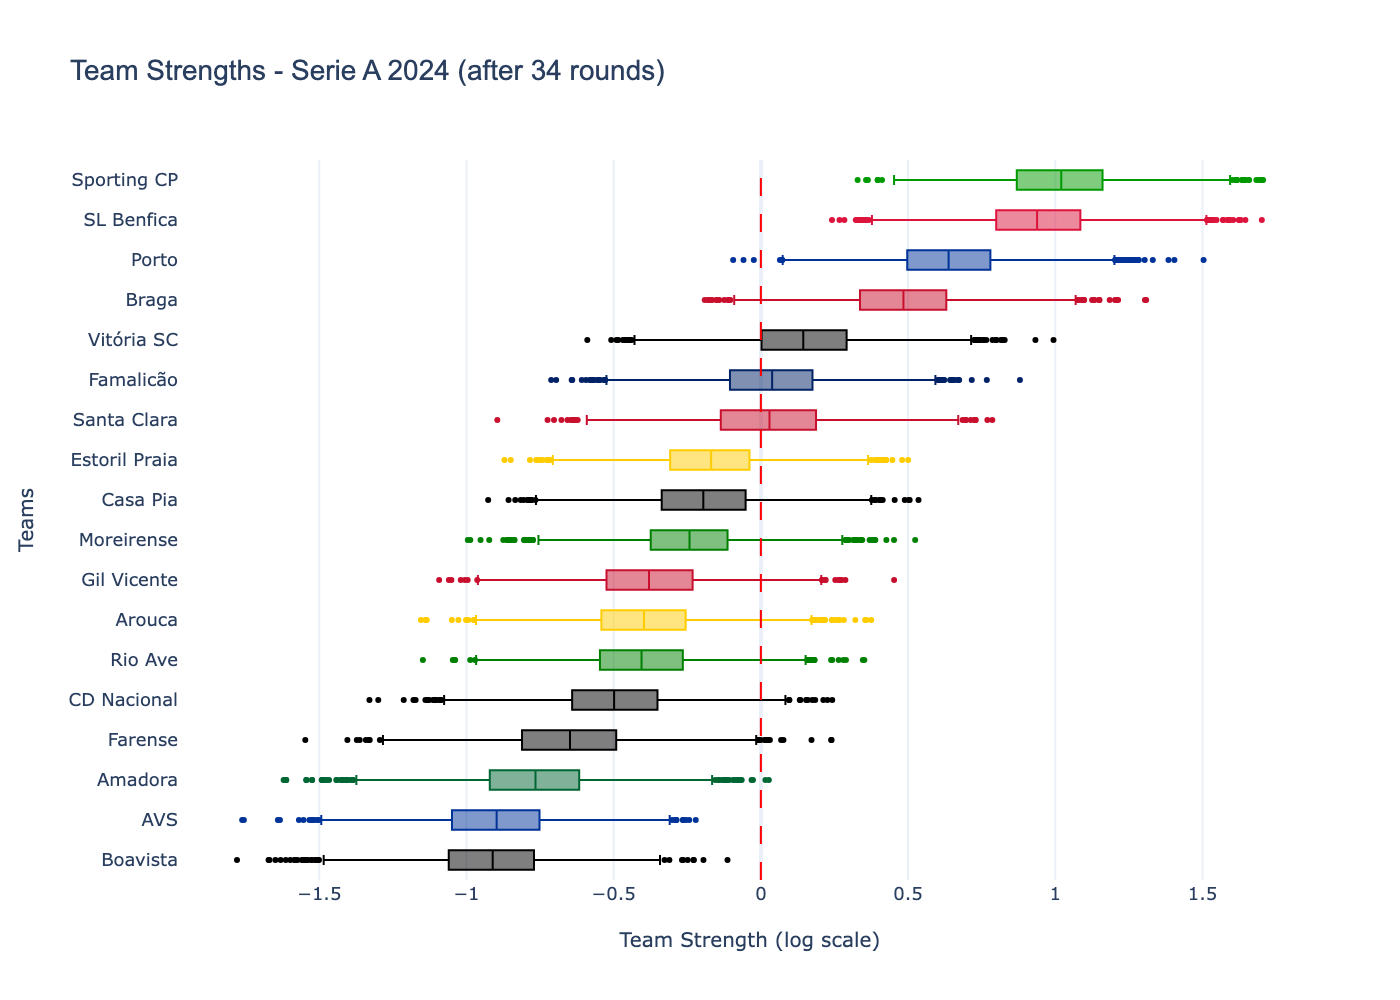 Team Strengths - Serie A 2024 (after 34 rounds)
Teams
Sporting CP
SL Benfica
Porto
Braga
Vitória SC
Famalicão
Santa Clara
Estoril Praia
Casa Pia
Moreirense
Gil Vicente
Arouca
Rio Ave
CD Nacional
Farense
Amadora
AVS
Boavista
−1.5 −1 −0.5 0 0.5 1 1.5
Team Strength (log scale)